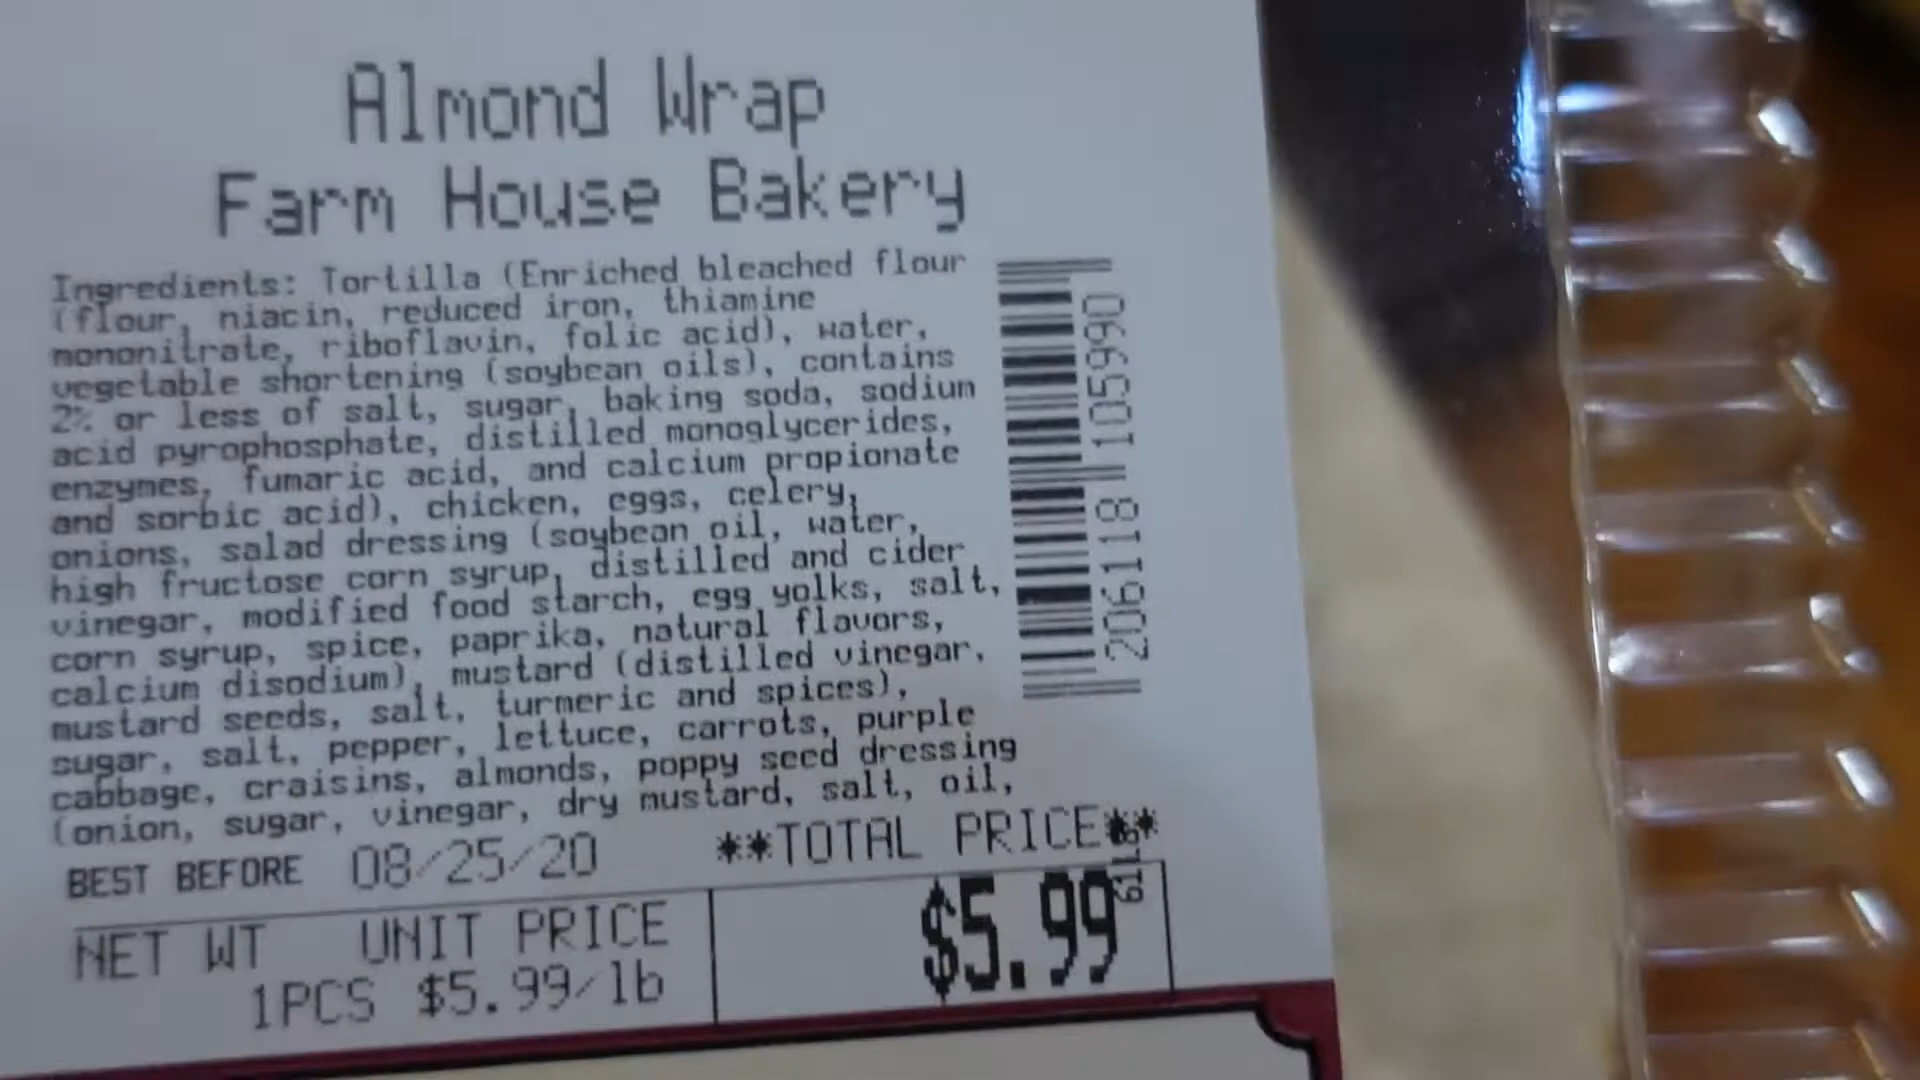 Almond Wrap
Farm House Bakery
Ingredients: Tortilla (Enriched bleached flour
(flour, niacin, reduced iron, thiamine
mononitrate, riboflavin, folic acid), water,
vegetable shortening (soybean oils), contains
2% or less of salt, sugar, baking soda, sodium
acid pyrophosphate, distilled monoglycerides,
enzymes, fumaric acid, and calcium propionate
and sorbic acid), chicken, eggs, celery,
onions, salad dressing (soybean oil, water,
high fructose corn syrup, distilled and cider
vinegar, modified food starch, egg yolks, salt,
corn syrup, spice, paprika, natural flavors,
calcium disodium), mustard (distilled vinegar,
mustard seeds, salt, turmeric and spices),
sugar, salt, pepper, lettuce, carrots, purple
cabbage, craisins, almonds, poppy seed dressing
(onion, sugar, vinegar, dry mustard, salt, oil,
206118 105990
BEST BEFORE 08/25/20
**TOTAL PRICE**
NET WT UNIT PRICE
1PCS $5.99/lb
$5.99